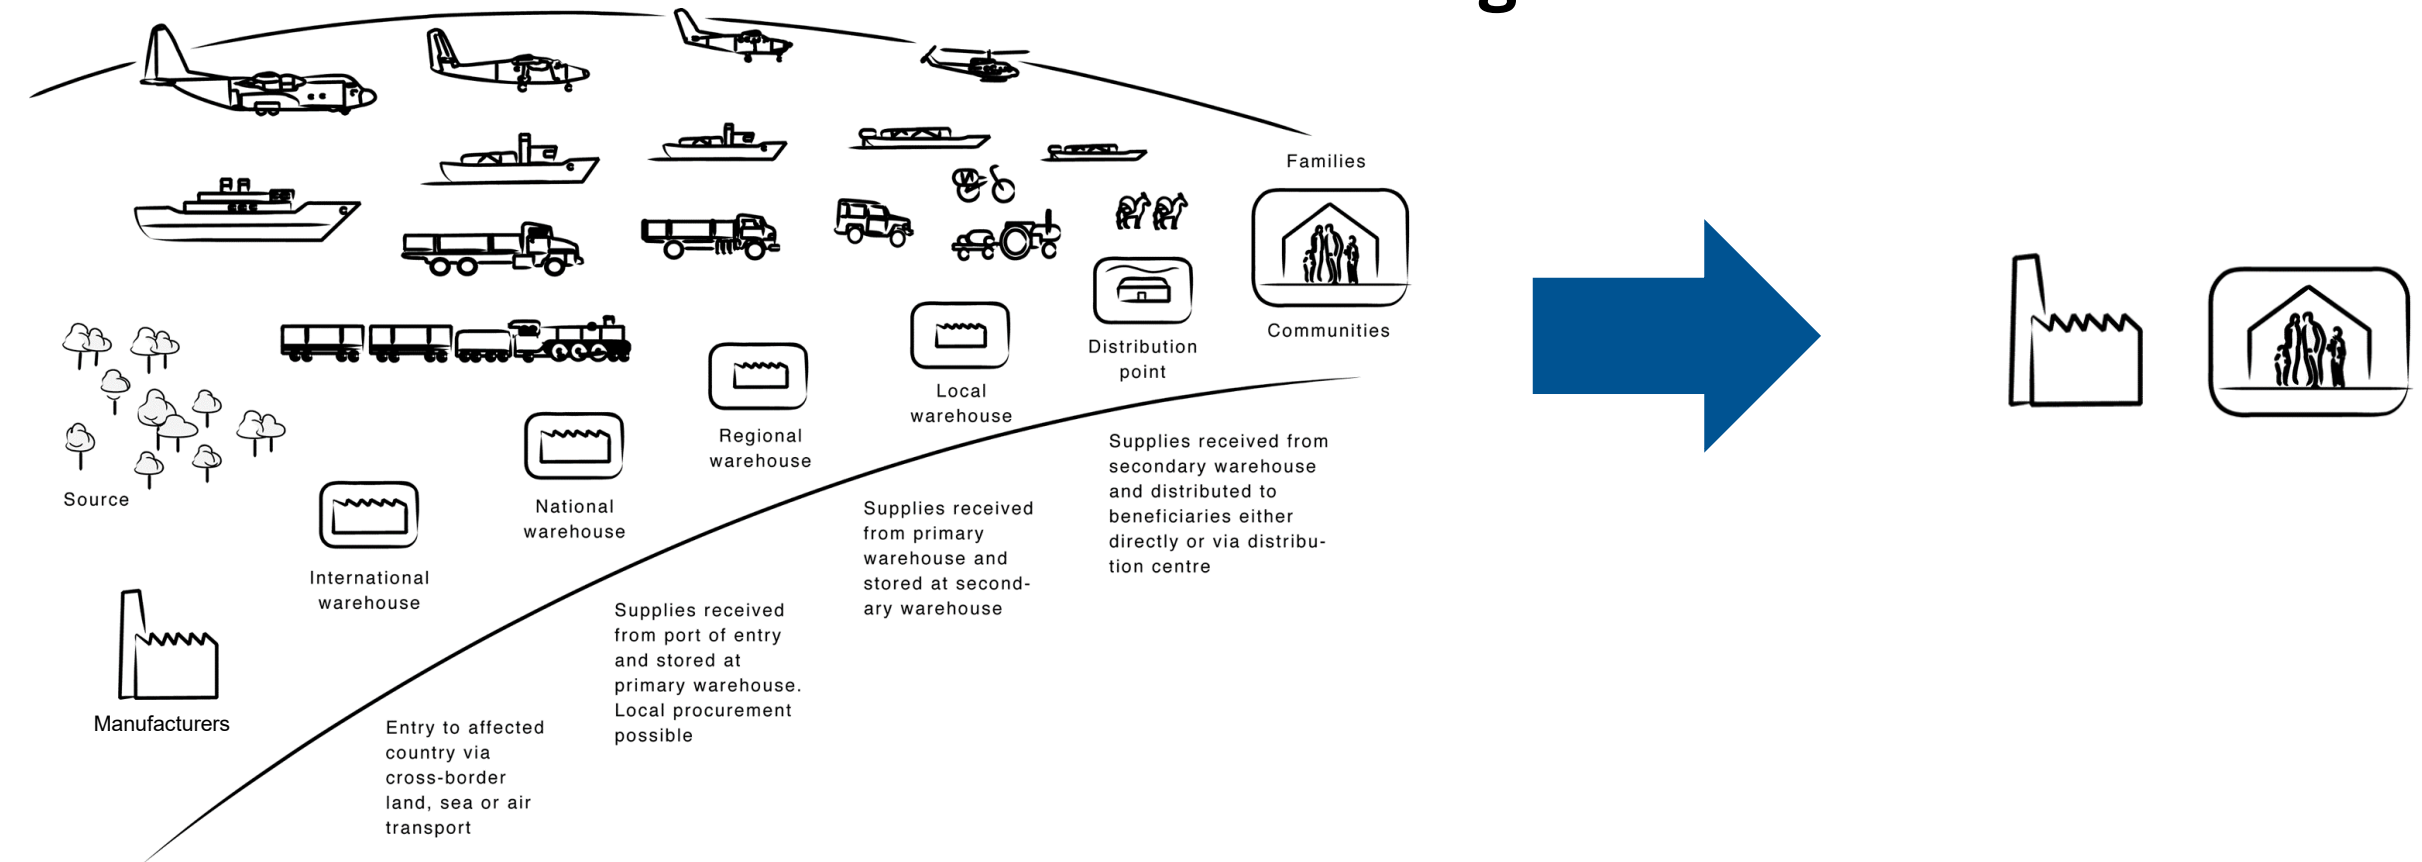 g
Families
Communities
Distribution
point
Local
warehouse
Regional
warehouse
National
warehouse
International
warehouse
Source
Manufacturers
Entry to affected
country via
cross-border
land, sea or air
transport
Supplies received
from port of entry
and stored at
primary warehouse.
Local procurement
possible
Supplies received
from primary
warehouse and
stored at second-
ary warehouse
Supplies received from
secondary warehouse
and distributed to
beneficiaries either
directly or via distribu-
tion centre